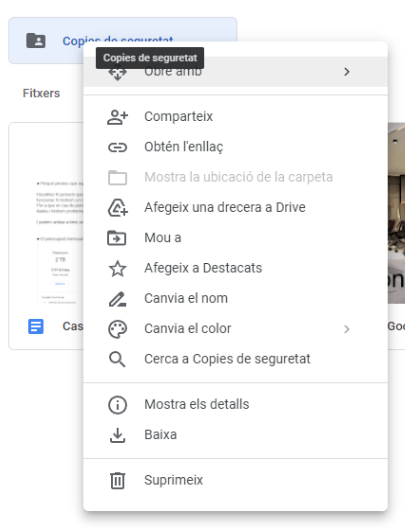 Copies de seguretat
Copies de seguretat
Obre amb
Fitxers
Comparteix
Obtén l'enllaç
Mostra la ubicació de la carpeta
Afegeix una drecera a Drive
Mou a
Afegeix a Destacats
Canvia el nom
Canvia el color
Cas
Goo
Cerca a Copies de seguretat
Mostra els detalls
Baixa
Suprimeix